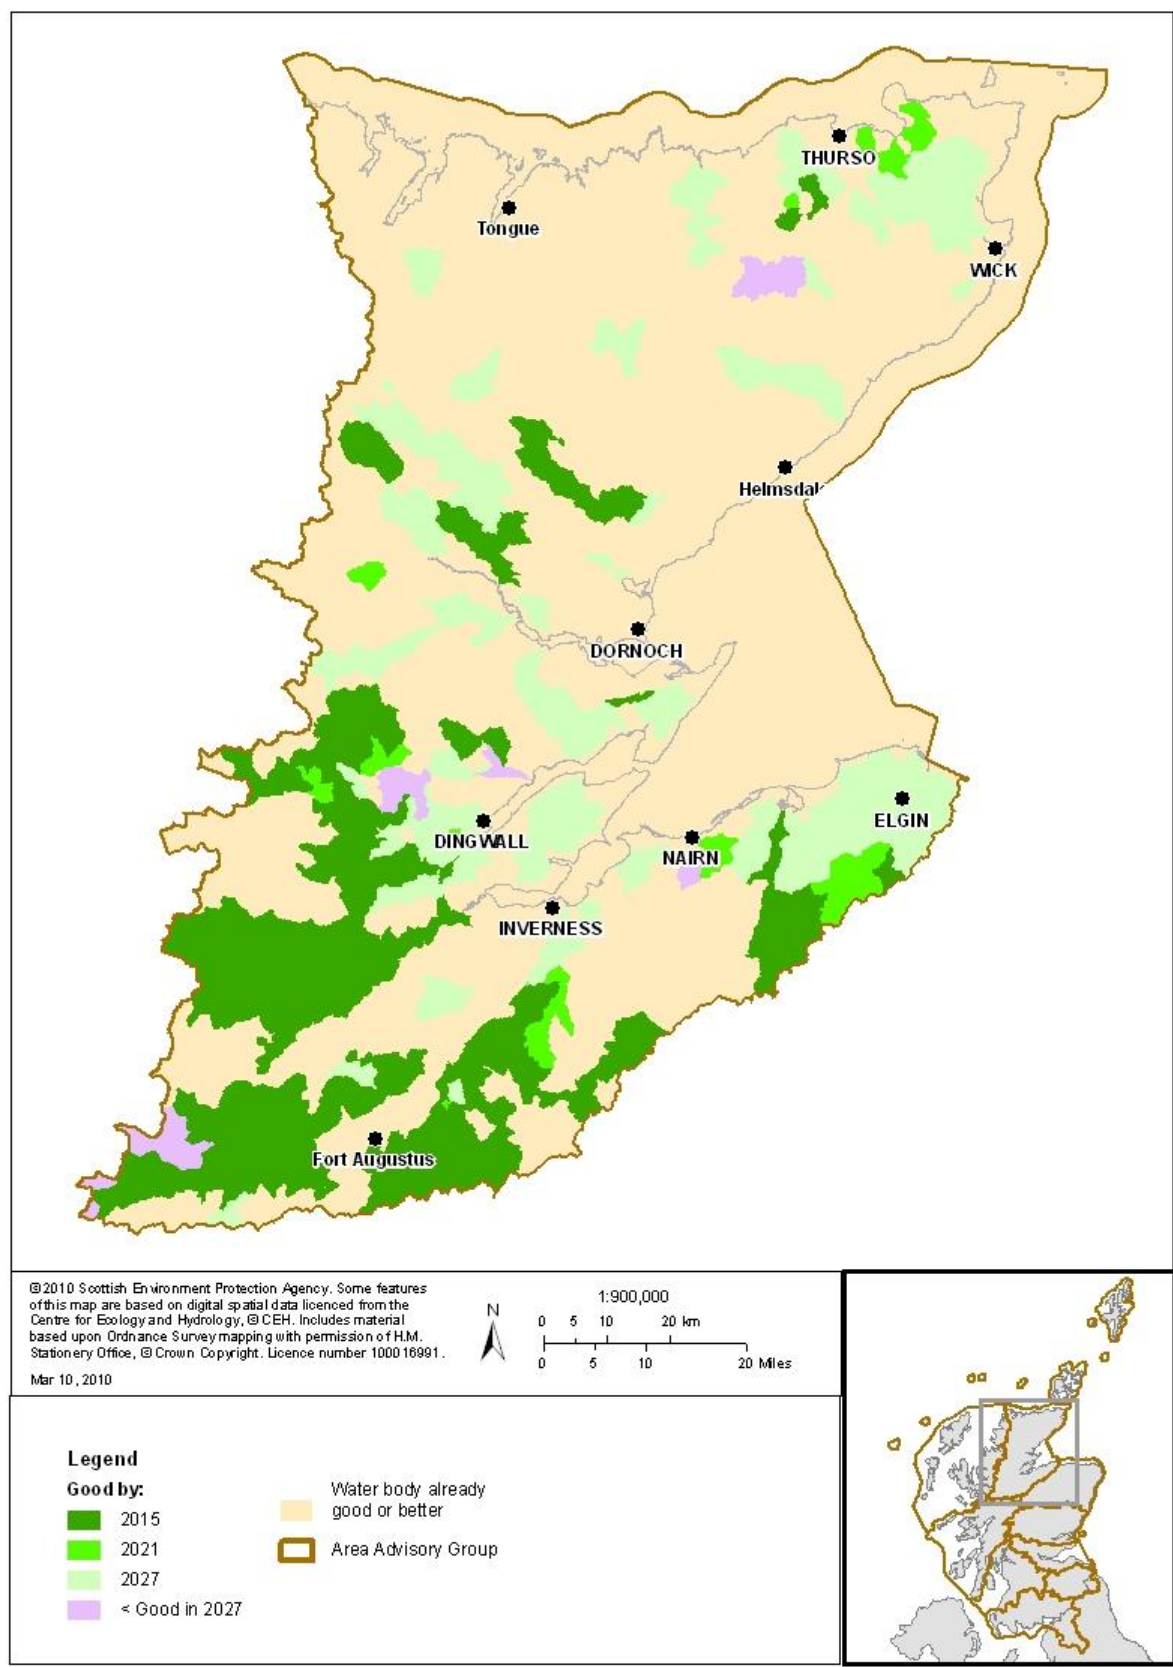 THURSO
Tongue
WICK
Helmsdal
DORNOCH
ELGIN
DINGWALL
NAIRN
INVERNESS
Fort Augustus
©2010 Scottish Environment Protection Agency. Some features
of this map are based on digital spatial data licenced from the
Centre for Ecology and Hydrology, © CEH. Includes material
based upon Ordnance Survey mapping with permission of H.M.
Stationery Office, © Crown Copyright. Licence number 100016991.
Mar 10, 2010
N
1:900,000
0 5 10 20 km
0 5 10 20 Miles
Legend
Good by:
2015
2021
2027
< Good in 2027
Water body already
good or better
Area Advisory Group